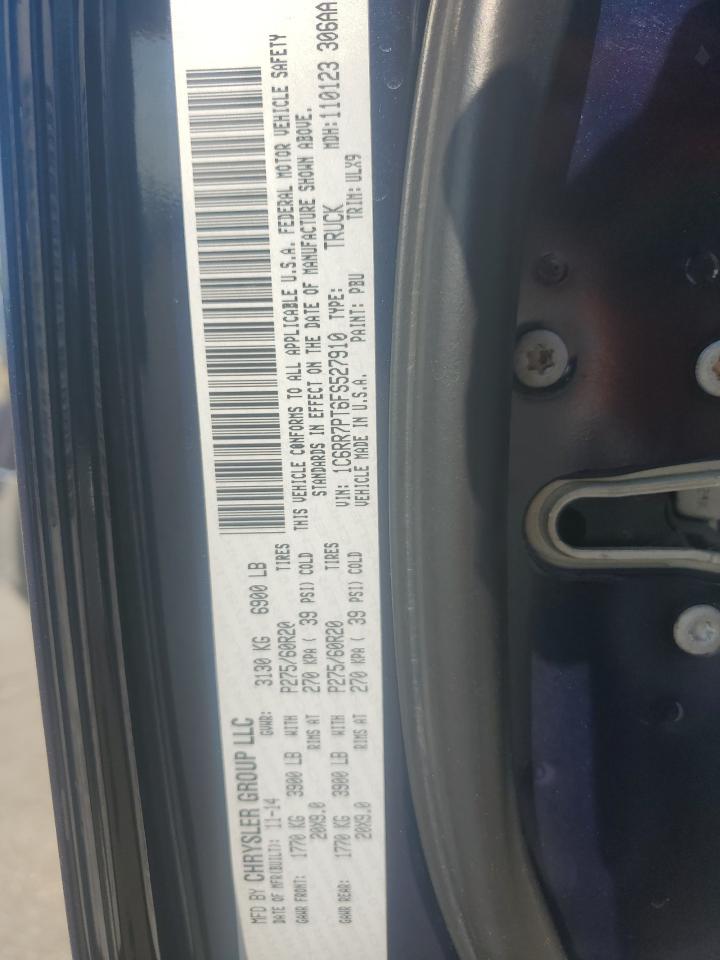 MFD BY CHRYSLER GROUP LLC
DATE OF MFR(BUILT): 11-14 GVWR: 3130 KG 6900 LB
GAWR FRONT: 1770 KG 3900 LB WITH P275/60R20 TIRES
20X9.0 RIMS AT 270 KPA ( 39 PSI) COLD
GAWR REAR: 1770 KG 3900 LB WITH P275/60R20 TIRES
20X9.0 RIMS AT 270 KPA ( 39 PSI) COLD
THIS VEHICLE CONFORMS TO ALL APPLICABLE U.S.A. FEDERAL MOTOR VEHICLE SAFETY
STANDARDS IN EFFECT ON THE DATE OF MANUFACTURE SHOWN ABOVE.
VIN: 1C6RR7PT6FS527910 TYPE: TRUCK MDH: 110123 306AA
VEHICLE MADE IN U.S.A. PAINT: PBU TRIM: ULX9